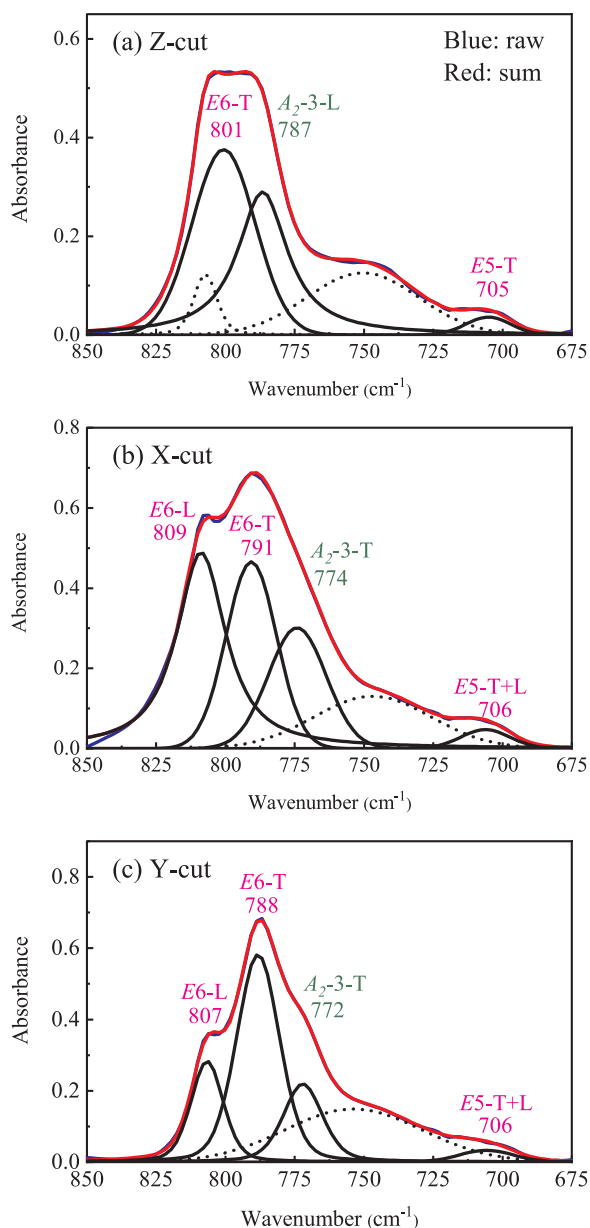 (a) Z-cut
Blue: raw
Red: sum
E6-T
801
A₂-3-L
787
E5-T
705
0.6
0.4
0.2
0.0
Absorbance
850 825 800 775 750 725 700 675
Wavenumber (cm⁻¹)
(b) X-cut
E6-L
809
E6-T
791
A₂-3-T
774
E5-T+L
706
0.8
0.6
0.4
0.2
0.0
Absorbance
850 825 800 775 750 725 700 675
Wavenumber (cm⁻¹)
(c) Y-cut
E6-T
788
E6-L
807
A₂-3-T
772
E5-T+L
706
0.8
0.6
0.4
0.2
0.0
Absorbance
850 825 800 775 750 725 700 675
Wavenumber (cm⁻¹)